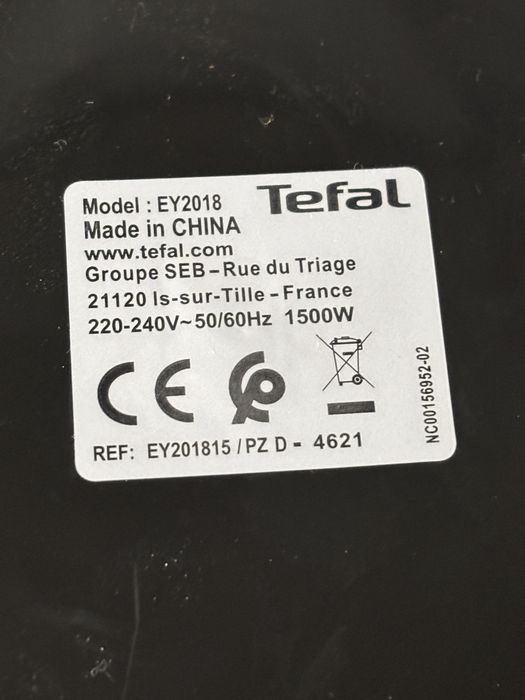 Tefal
Model : EY2018
Made in CHINA
www.tefal.com
Groupe SEB – Rue du Triage
21120 Is-sur-Tille – France
220-240V~50/60Hz 1500W
CE
REF: EY201815 / PZ D - 4621
NC00156952-02